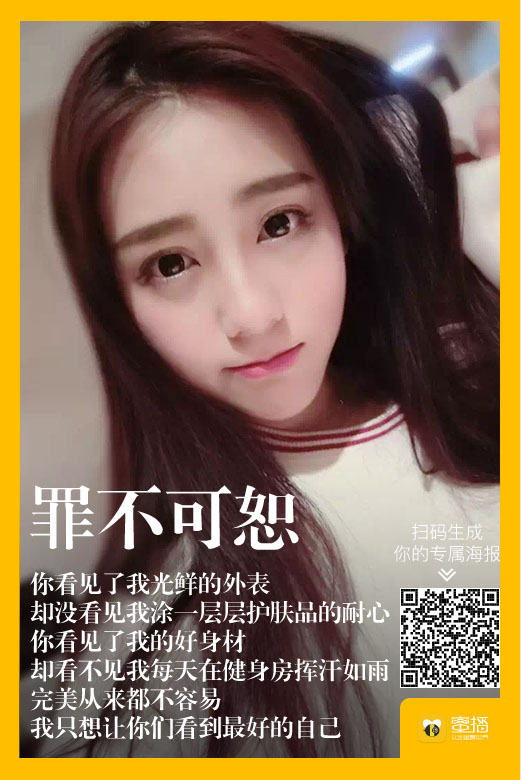 罪不可恕
扫码生成
你的专属海报
你看见了我光鲜的外表
却没看见我涂一层层护肤品的耐心
你看见了我的好身材
却看不见我每天在健身房挥汗如雨
完美从来都不容易
我只想让你们看到最好的自己
蜜播